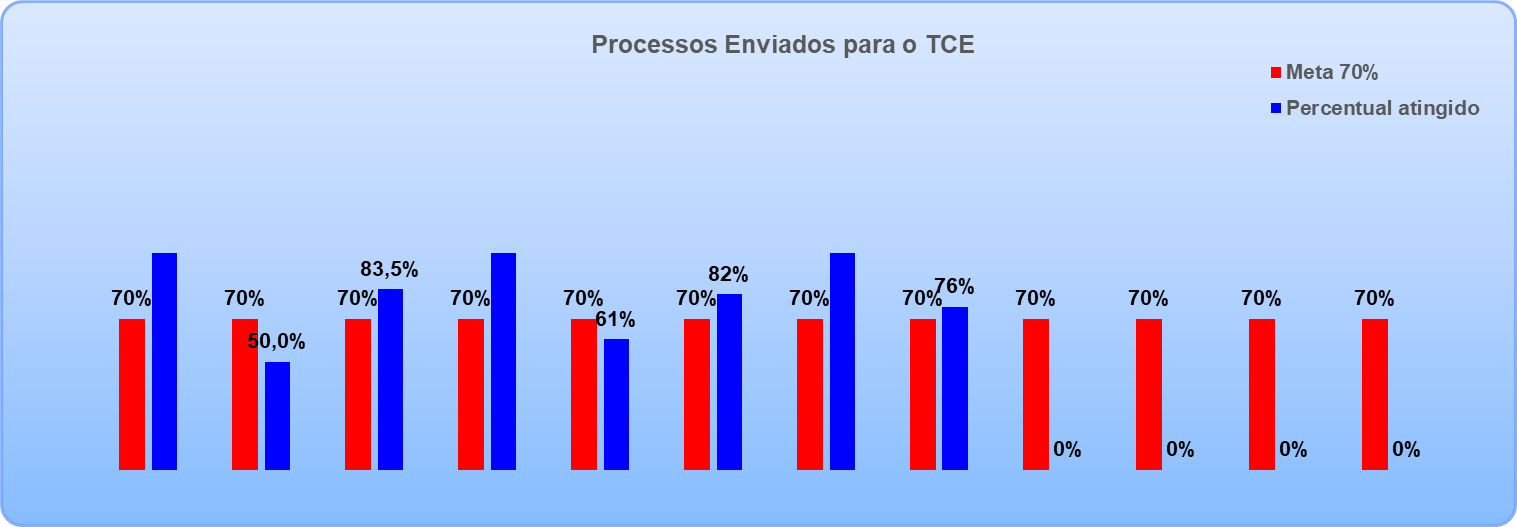 Processos Enviados para o TCE
Meta 70%
Percentual atingido
70% 70% 50,0% 70% 83,5% 70% 70% 61% 70% 82% 70% 70% 76% 70% 70% 70% 70%
0% 0% 0% 0%